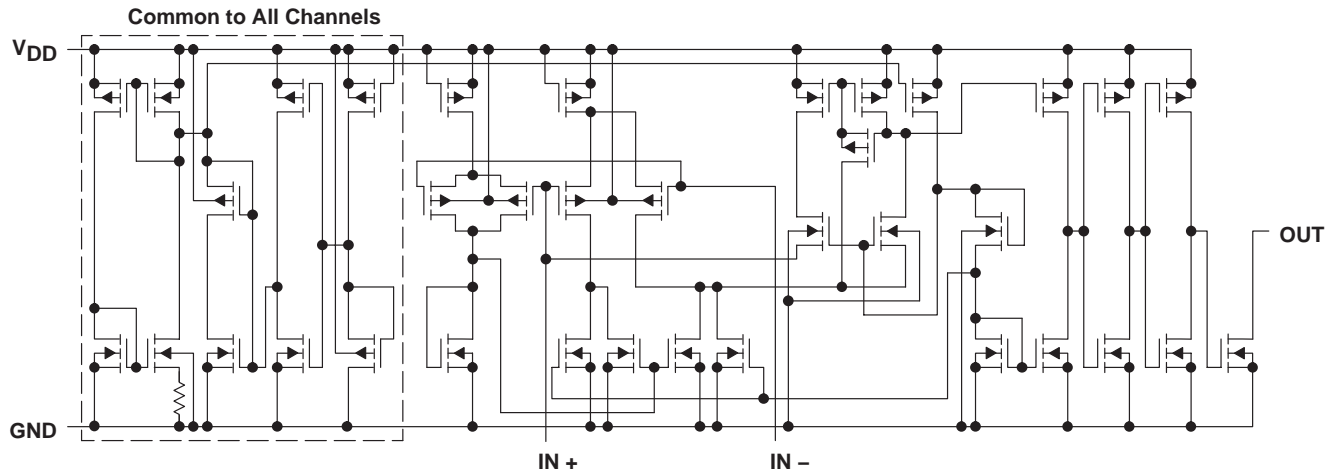 Common to All Channels
VDD
OUT
GND
IN +
IN –